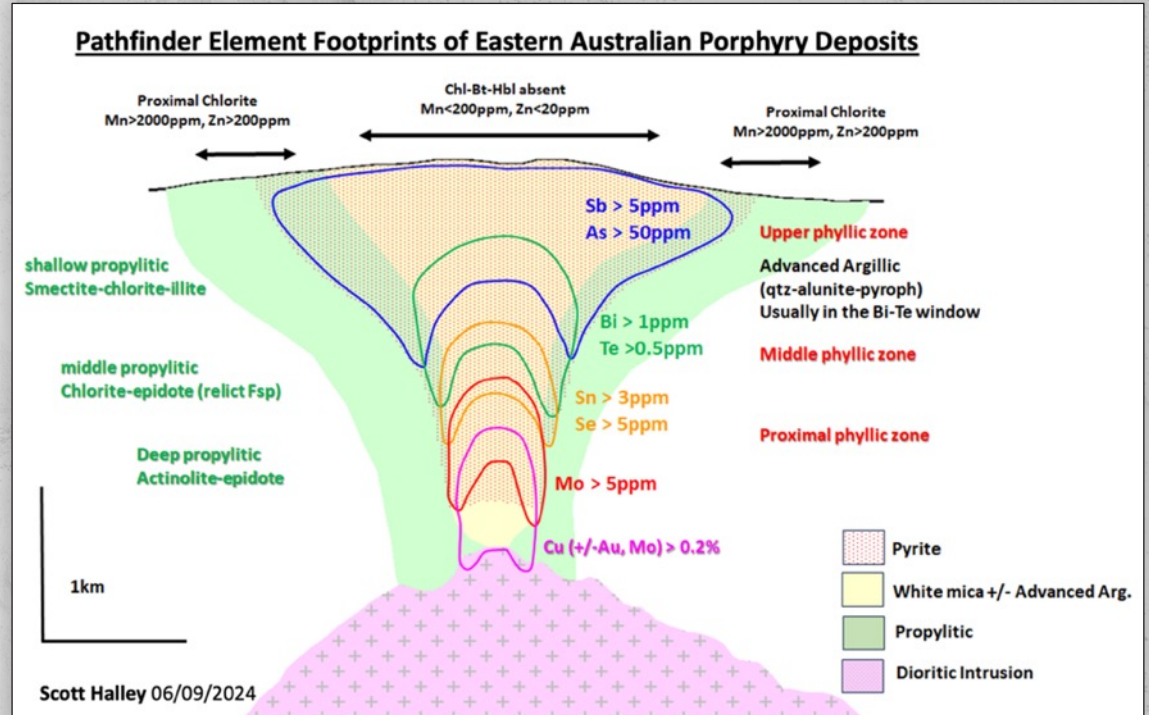 Pathfinder Element Footprints of Eastern Australian Porphyry Deposits
Proximal Chlorite
Mn>2000ppm, Zn>200ppm
Chl-Bt-Hbl absent
Mn<200ppm, Zn<20ppm
Proximal Chlorite
Mn>2000ppm, Zn>200ppm
Sb > 5ppm
As > 50ppm
Upper phyllic zone
shallow propylitic
Smectite-chlorite-illite
Advanced Argillic
(qtz-alunite-pyroph)
Usually in the Bi-Te window
Bi > 1ppm
Te >0.5ppm
Middle phyllic zone
middle propylitic
Chlorite-epidote (relict Fsp)
Sn > 3ppm
Se > 5ppm
Proximal phyllic zone
Deep propylitic
Actinolite-epidote
Mo > 5ppm
Cu (+/-Au, Mo) > 0.2%
1km
Pyrite
White mica +/- Advanced Arg.
Propylitic
Dioritic Intrusion
Scott Halley 06/09/2024